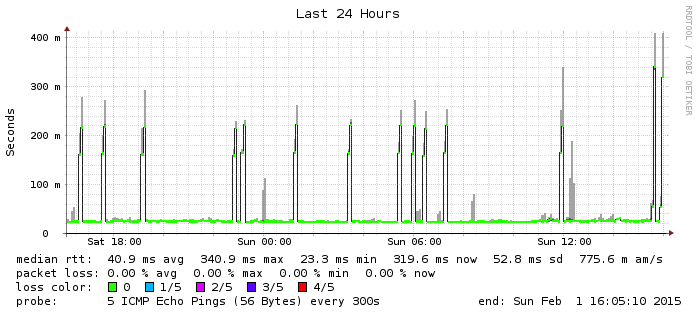 Last 24 Hours
RRDTOOL / TOBI OETIKER
Seconds
400 m
300 m
200 m
100 m
0
Sat 18:00 Sun 00:00 Sun 06:00 Sun 12:00
median rtt: 40.9 ms avg 340.9 ms max 23.3 ms min 319.6 ms now 52.8 ms sd 775.6 m am/s
packet loss: 0.00 % avg 0.00 % max 0.00 % min 0.00 % now
loss color: 0 1/5 2/5 3/5 4/5
probe: 5 ICMP Echo Pings (56 Bytes) every 300s end: Sun Feb 1 16:05:10 2015